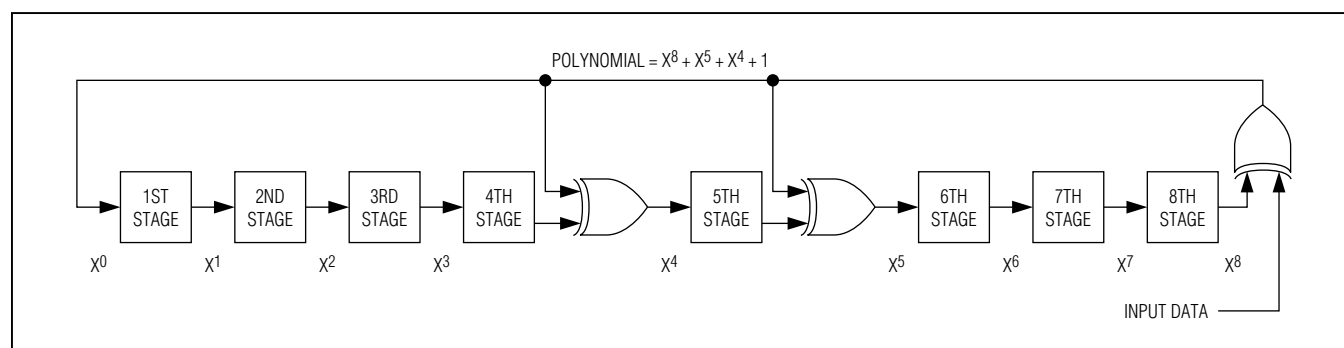 POLYNOMIAL = X⁸ + X⁵ + X⁴ + 1
1ST
STAGE
2ND
STAGE
3RD
STAGE
4TH
STAGE
5TH
STAGE
6TH
STAGE
7TH
STAGE
8TH
STAGE
X⁰
X¹
X²
X³
X⁴
X⁵
X⁶
X⁷
X⁸
INPUT DATA